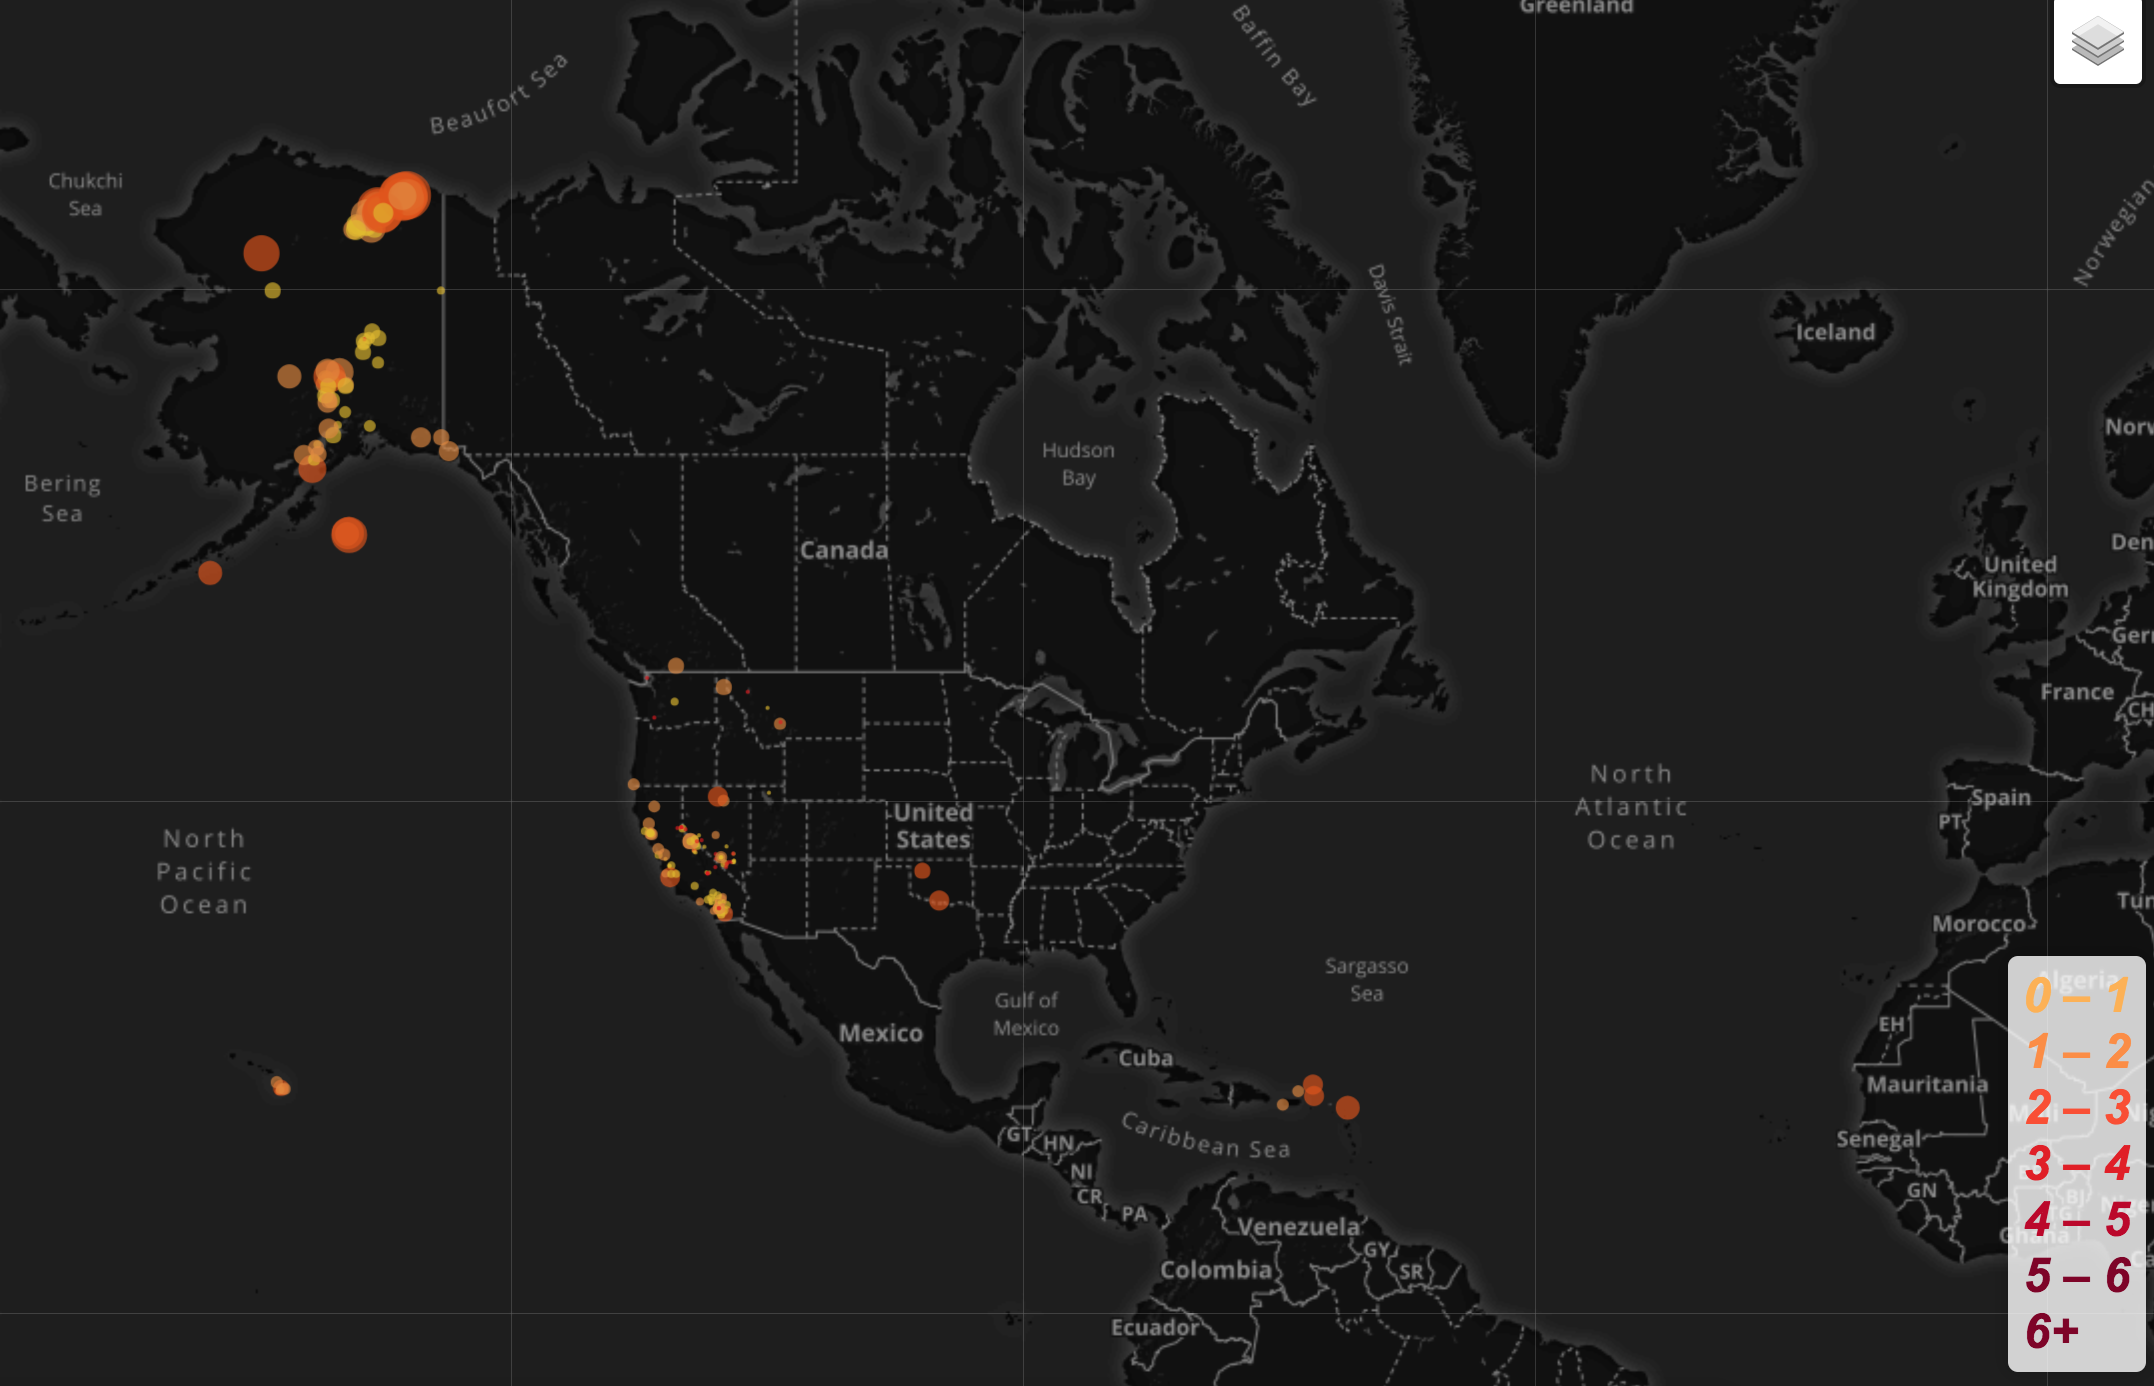 Greenland
Baffin Bay
Beaufort Sea
Chukchi
Sea
Norwegian
Davis Strait
Iceland
Norw
Hudson
Bay
Bering
Sea
Canada
Den
United
Kingdom
Gerr
France
CH
North
Atlantic
Ocean
Spain
PT
United
States
North
Pacific
Ocean
Tun
Morocco
Sargasso
Sea
Algeria
Gulf of
Mexico
EH
Mexico
Cuba
Mauritania
Caribbean Sea
GT
HN
Senegal
NI
CR
GN
BJ
PA
TG
Ghana
Venezuela
GY
Colombia
SR
Ecuador
0 – 1
1 – 2
2 – 3
3 – 4
4 – 5
5 – 6
6+